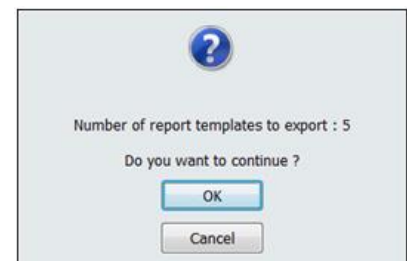 Number of report templates to export : 5
Do you want to continue ?
OK
Cancel